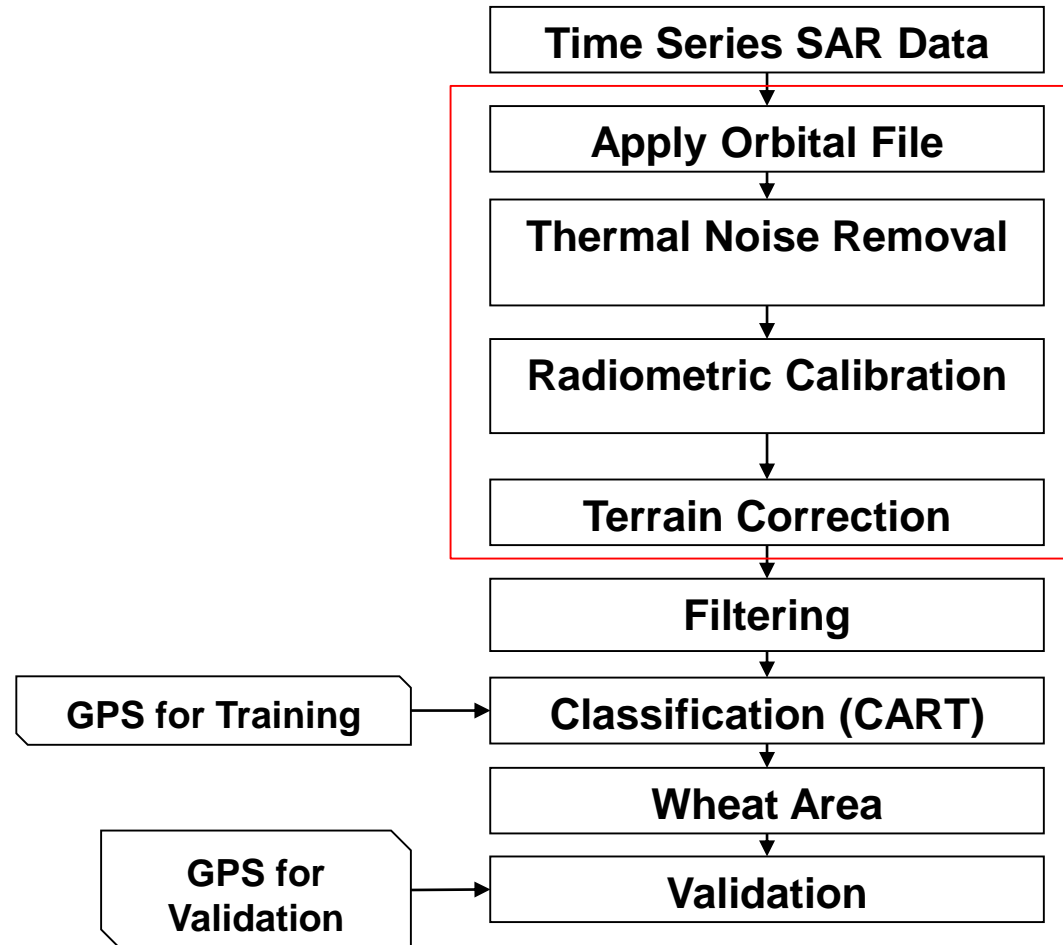 Time Series SAR Data
Apply Orbital File
Thermal Noise Removal
Radiometric Calibration
Terrain Correction
Filtering
GPS for Training
Classification (CART)
Wheat Area
GPS for
Validation
Validation